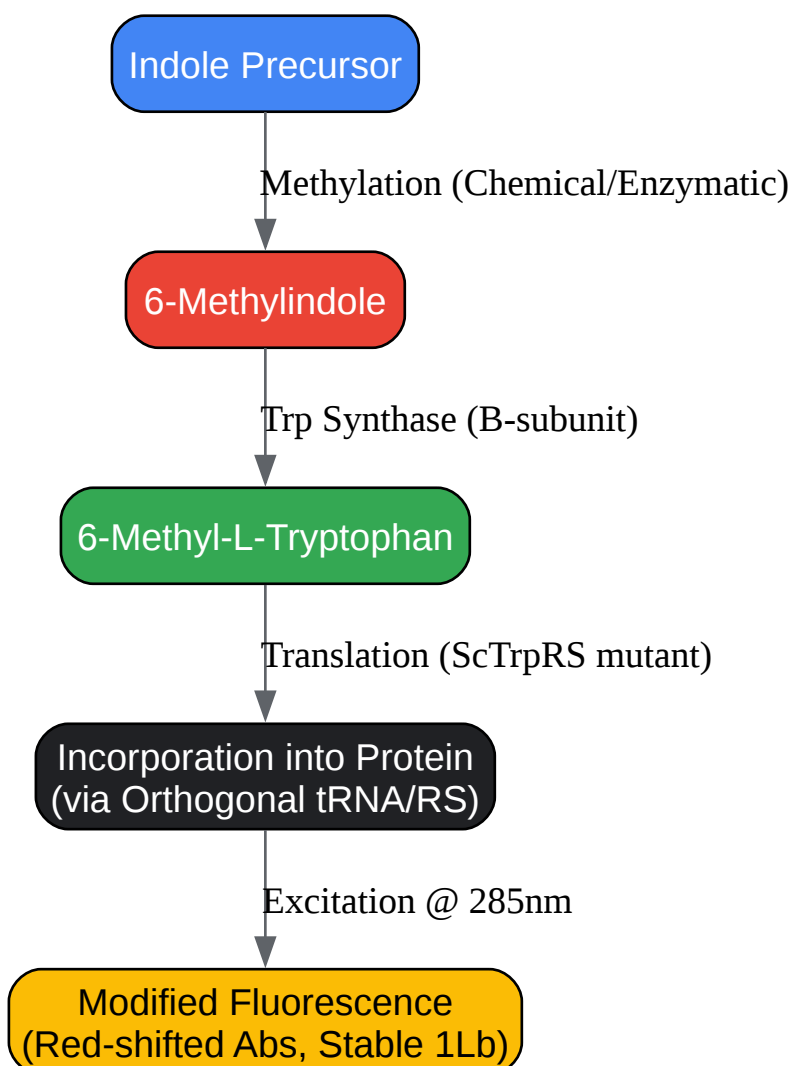 Indole Precursor
Methylation (Chemical/Enzymatic)
6-Methylindole
Trp Synthase (B-subunit)
6-Methyl-L-Tryptophan
Translation (ScTrpRS mutant)
Incorporation into Protein
(via Orthogonal tRNA/RS)
Excitation @ 285nm
Modified Fluorescence
(Red-shifted Abs, Stable 1Lb)